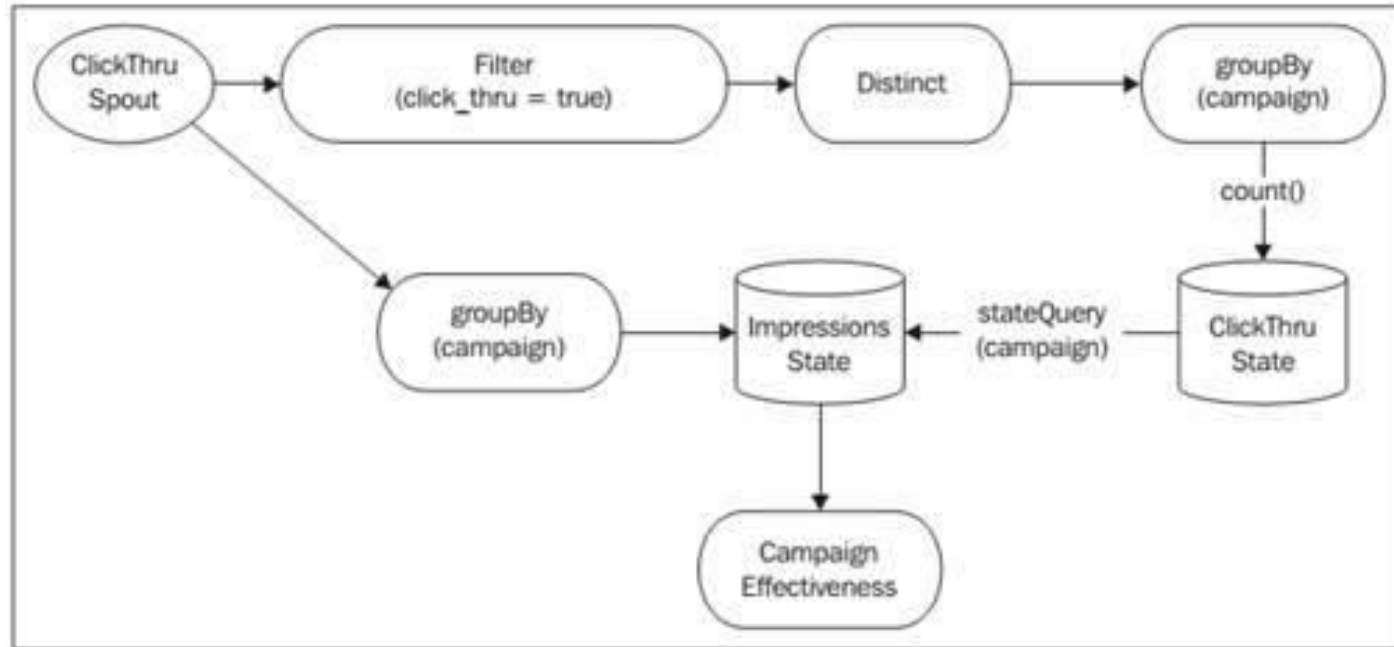 ClickThru
Spout
Filter
(click_thru = true)
Distinct
groupBy
(campaign)
count()
groupBy
(campaign)
Impressions
State
stateQuery
(campaign)
ClickThru
State
Campaign
Effectiveness